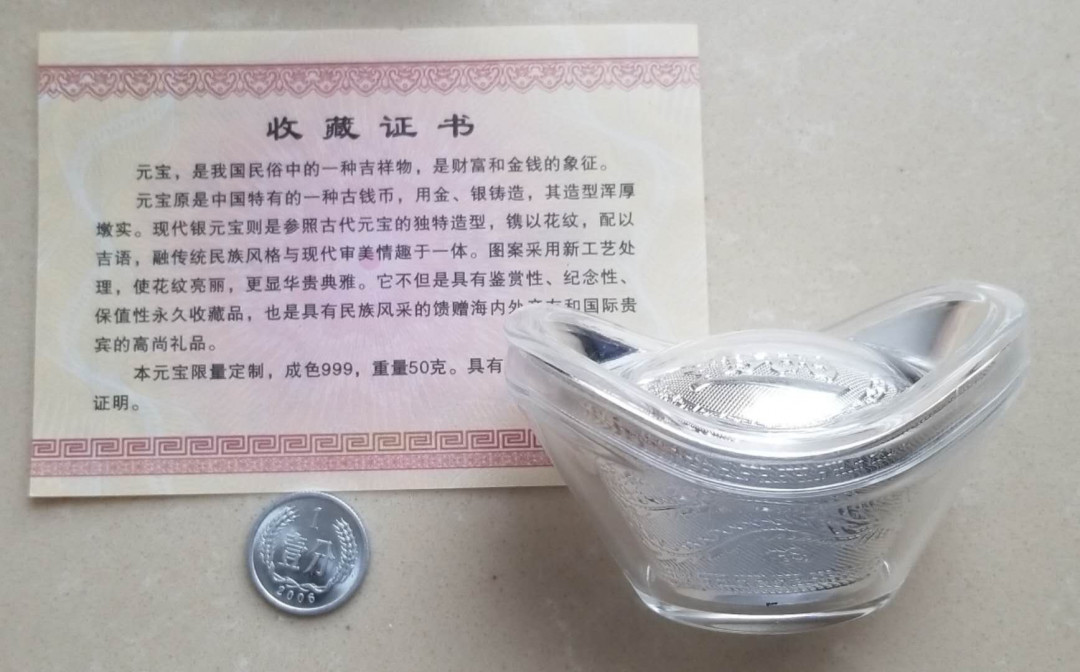 收藏证书
元宝，是我国民俗中的一种吉祥物，是财富和金钱的象征。
元宝原是中国特有的一种古钱币，用金、银铸造，其造型浑厚
墩实。现代银元宝则是参照古代元宝的独特造型，镌以花纹，配以
吉语，融传统民族风格与现代审美情趣于一体。图案采用新工艺处
理，使花纹亮丽，更显华贵典雅。它不但是具有鉴赏性、纪念性、
保值性永久收藏品，也是具有民族风采的馈赠海内外亲友和国际贵
宾的高尚礼品。
本元宝限量定制，成色999，重量50克。具有
证明。
1
壹分
2006